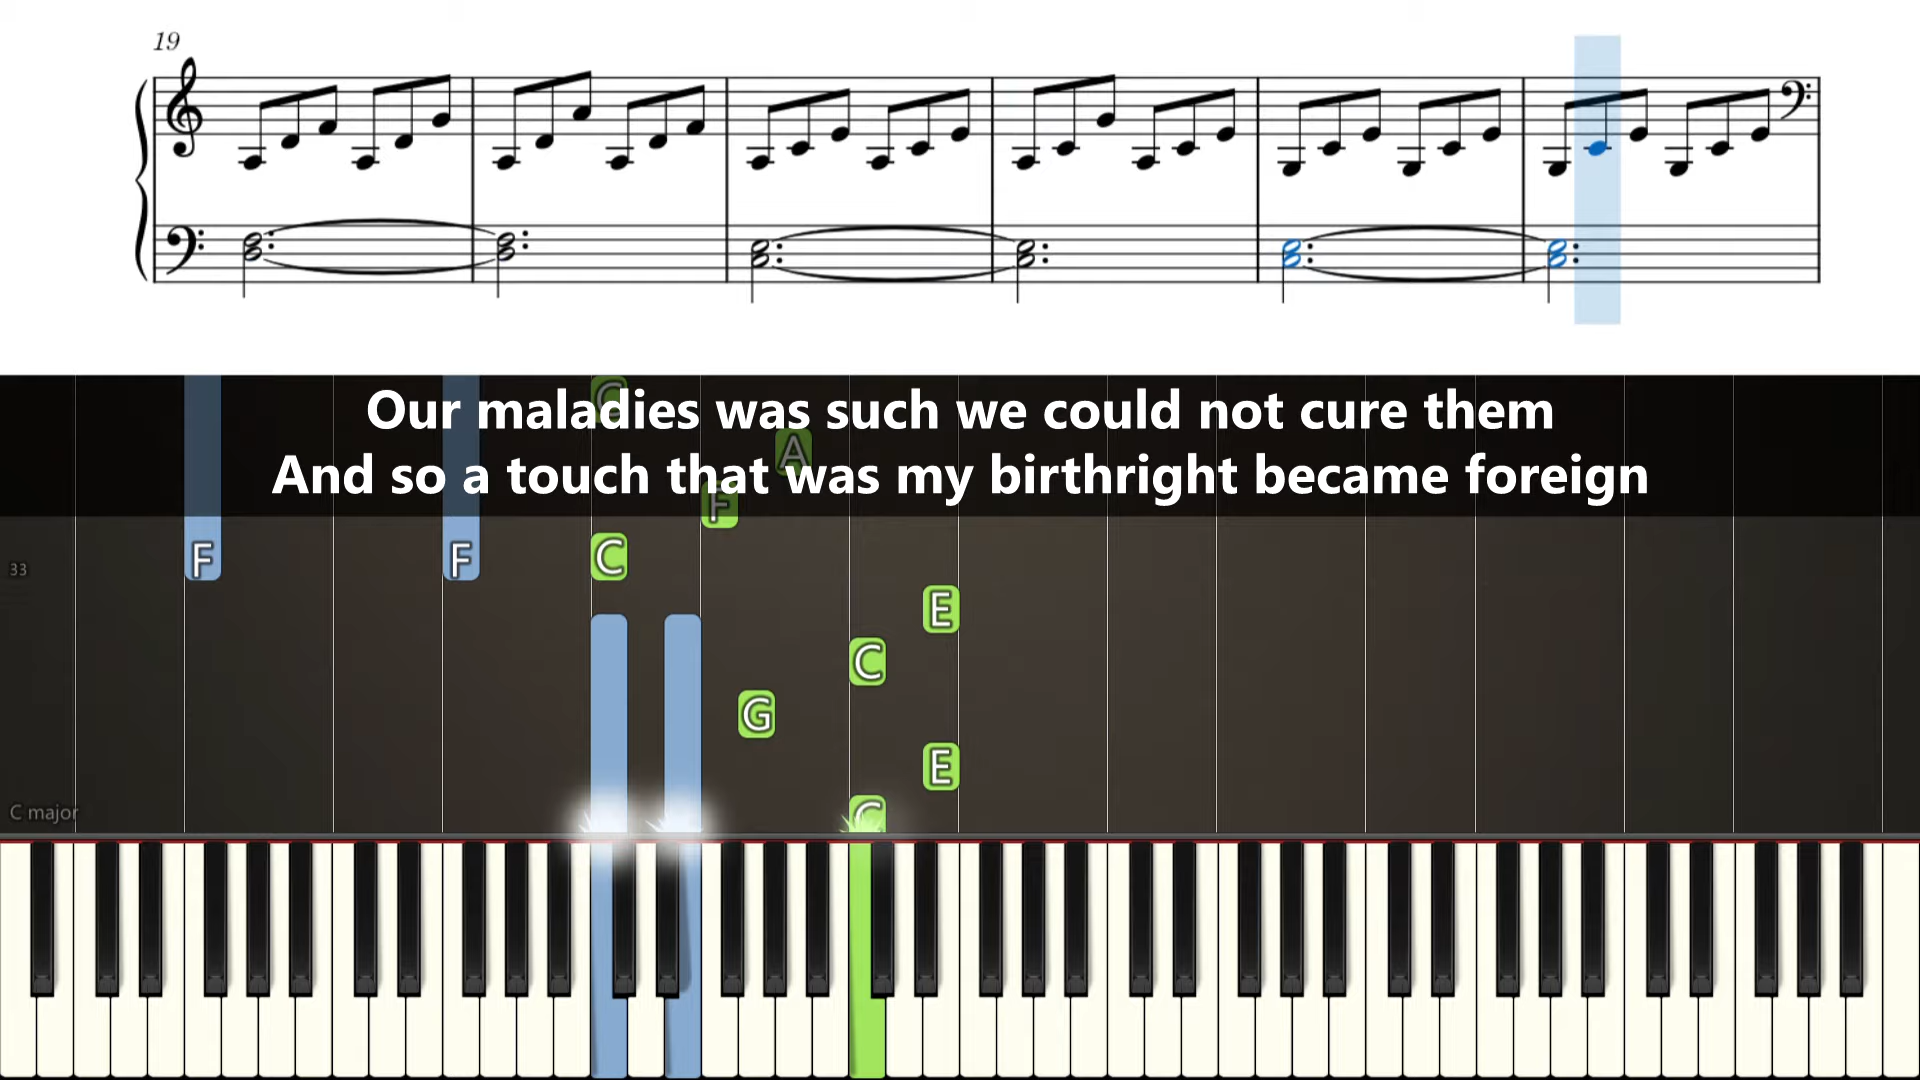 19
C
Our maladies was such we could not cure them
A
And so a touch that was my birthright became foreign
F
F F C
33
E
C
G
E
C major C